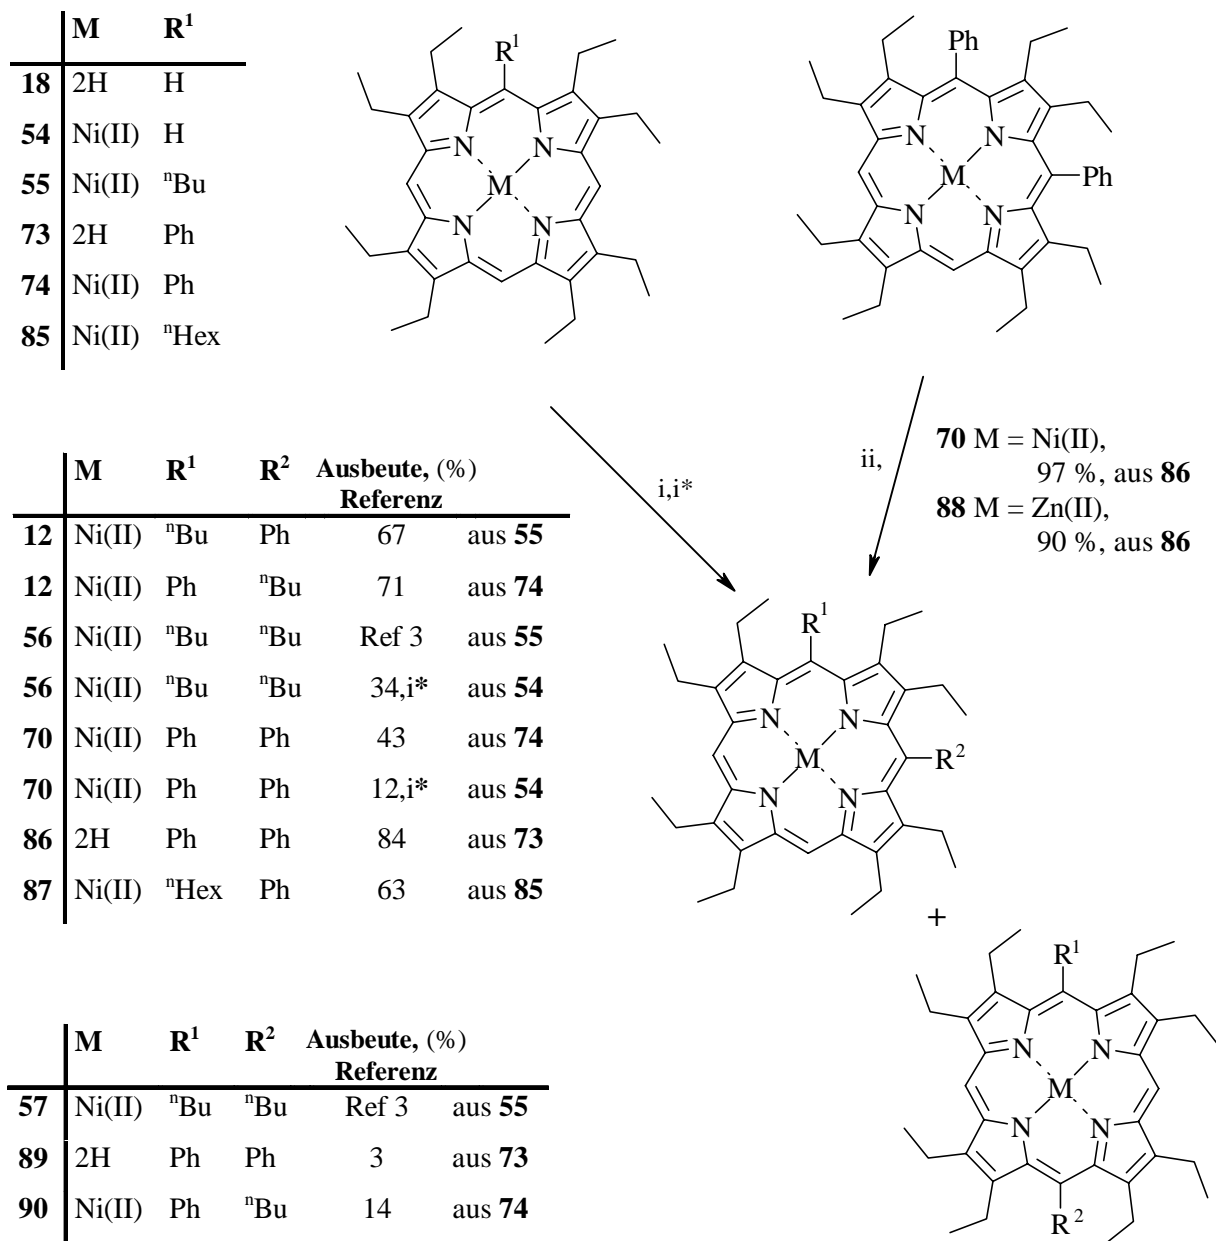 M R¹
18 2H H
54 Ni(II) H
55 Ni(II) ⁿBu
73 2H Ph
74 Ni(II) Ph
85 Ni(II) ⁿHex
R¹
N N
M
N N
Ph
N N
M Ph
N N
i,i*
ii,
70 M = Ni(II),
97 %, aus 86
88 M = Zn(II),
90 %, aus 86
M R¹ R² Ausbeute, (%)
Referenz
12 Ni(II) ⁿBu Ph 67 aus 55
12 Ni(II) Ph ⁿBu 71 aus 74
56 Ni(II) ⁿBu ⁿBu Ref 3 aus 55
56 Ni(II) ⁿBu ⁿBu 34,i* aus 54
70 Ni(II) Ph Ph 43 aus 74
70 Ni(II) Ph Ph 12,i* aus 54
86 2H Ph Ph 84 aus 73
87 Ni(II) ⁿHex Ph 63 aus 85
R¹
N N
M R²
N N
+
M R¹ R² Ausbeute, (%)
Referenz
57 Ni(II) ⁿBu ⁿBu Ref 3 aus 55
89 2H Ph Ph 3 aus 73
90 Ni(II) Ph ⁿBu 14 aus 74
R¹
N N
M
N N
R²